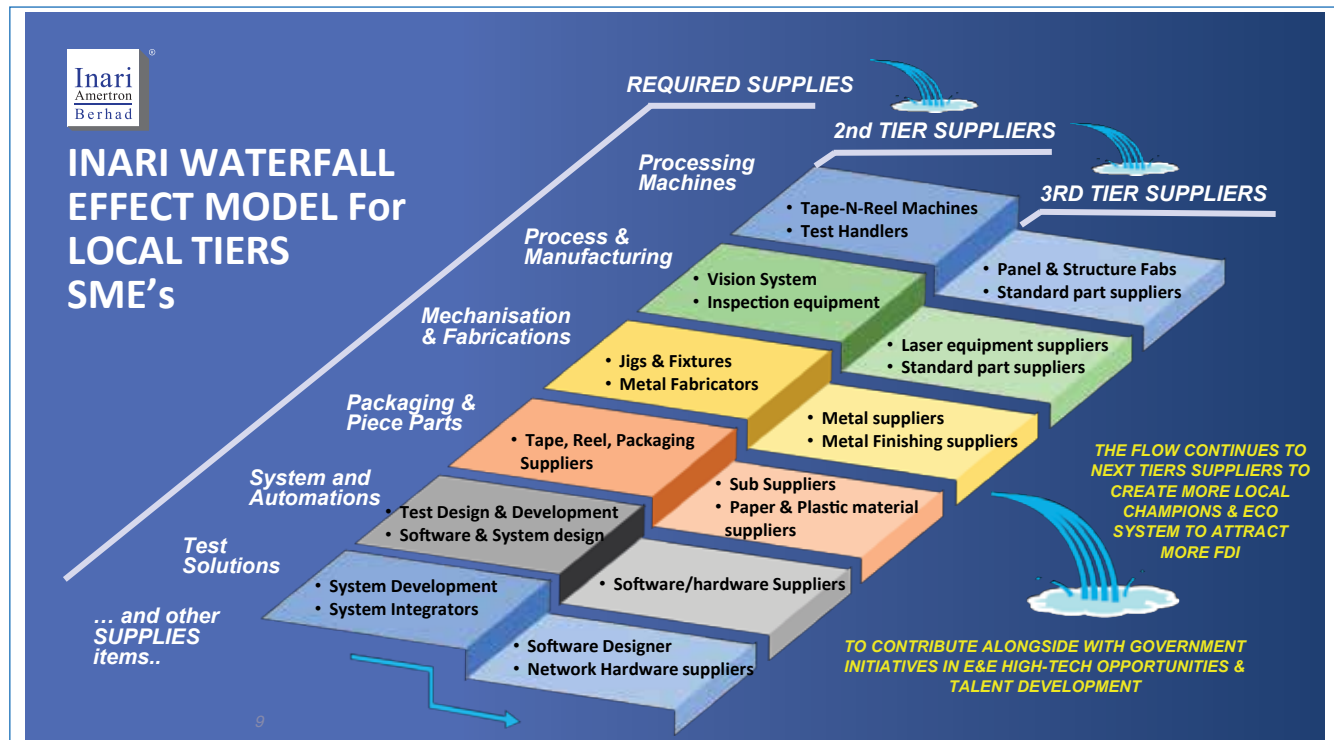 Inari
Amertron
Berhad
®
INARI WATERFALL
EFFECT MODEL For
LOCAL TIERS
SME’s
REQUIRED SUPPLIES
2nd TIER SUPPLIERS
3RD TIER SUPPLIERS
Processing
Machines
• Tape-N-Reel Machines
• Test Handlers
• Panel & Structure Fabs
• Standard part suppliers
Process &
Manufacturing
• Vision System
• Inspection equipment
• Laser equipment suppliers
• Standard part suppliers
Mechanisation
& Fabrications
• Jigs & Fixtures
• Metal Fabricators
• Metal suppliers
• Metal Finishing suppliers
Packaging &
Piece Parts
• Tape, Reel, Packaging
Suppliers
• Sub Suppliers
• Paper & Plastic material
suppliers
System and
Automations
• Test Design & Development
• Software & System design
• Software/hardware Suppliers
Test
Solutions
• System Development
• System Integrators
• Software Designer
• Network Hardware suppliers
... and other
SUPPLIES
items..
THE FLOW CONTINUES TO
NEXT TIERS SUPPLIERS TO
CREATE MORE LOCAL
CHAMPIONS & ECO
SYSTEM TO ATTRACT
MORE FDI
TO CONTRIBUTE ALONGSIDE WITH GOVERNMENT
INITIATIVES IN E&E HIGH-TECH OPPORTUNITIES &
TALENT DEVELOPMENT
9